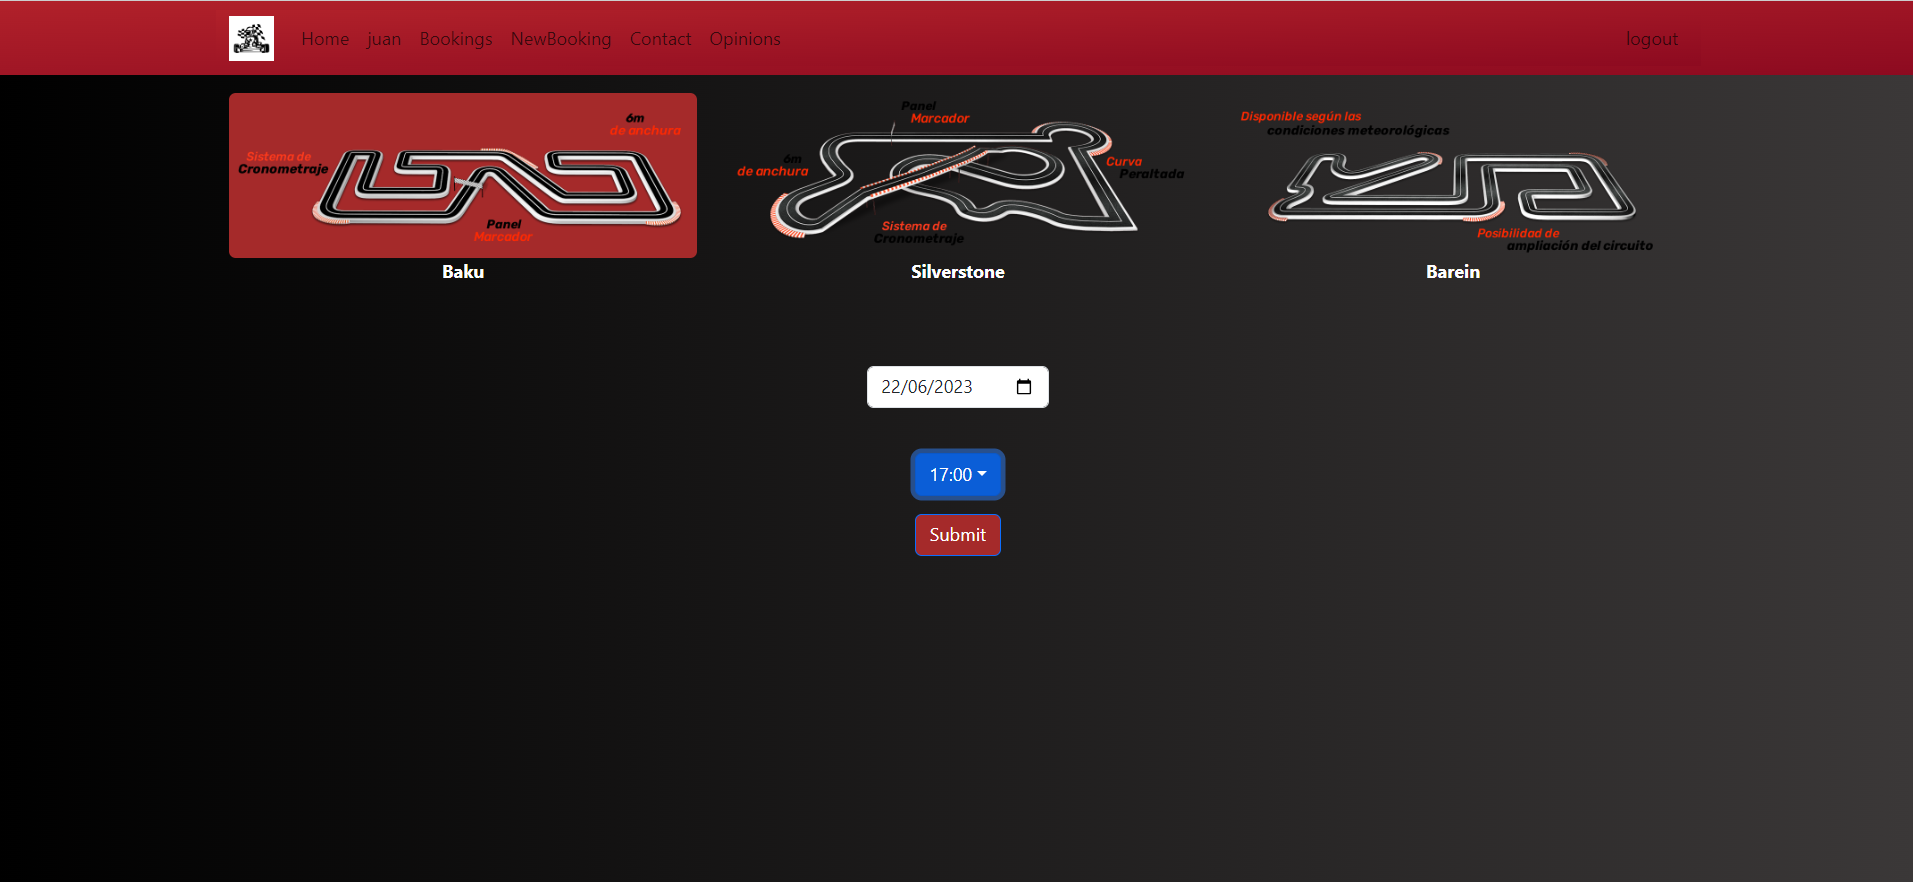 Home juan Bookings NewBooking Contact Opinions logout
6m
de anchura
Sistema de
Cronometraje
Panel
Marcador
Baku
Panel
Marcador
6m
de anchura
Curva
Peraltada
Sistema de
Cronometraje
Silverstone
Disponible según las
condiciones meteorológicas
Posibilidad de
ampliación del circuito
Barein
22/06/2023
17:00
Submit